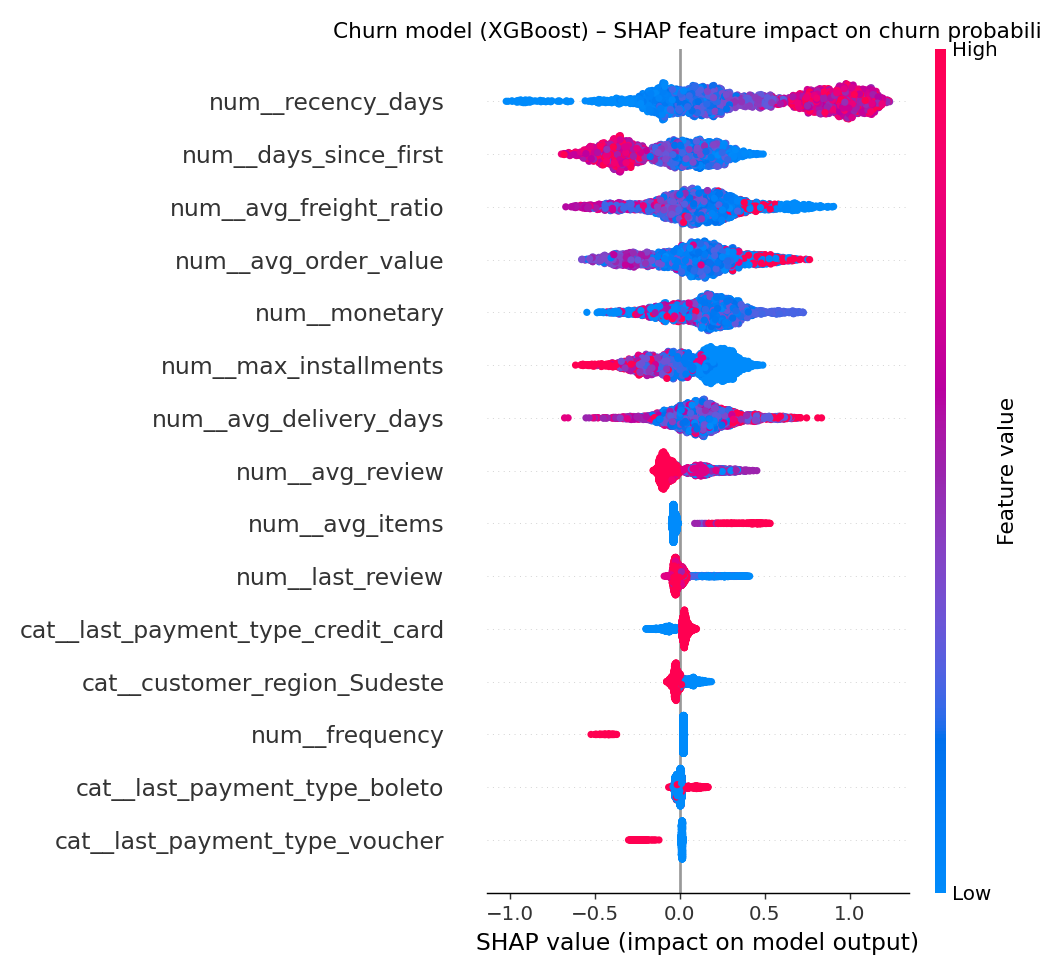 Churn model (XGBoost) – SHAP feature impact on churn probabili
High
num__recency_days
num__days_since_first
num__avg_freight_ratio
num__avg_order_value
num__monetary
num__max_installments
num__avg_delivery_days
num__avg_review
num__avg_items
num__last_review
cat__last_payment_type_credit_card
cat__customer_region_Sudeste
num__frequency
cat__last_payment_type_boleto
cat__last_payment_type_voucher
Feature value
Low
−1.0 −0.5 0.0 0.5 1.0
SHAP value (impact on model output)